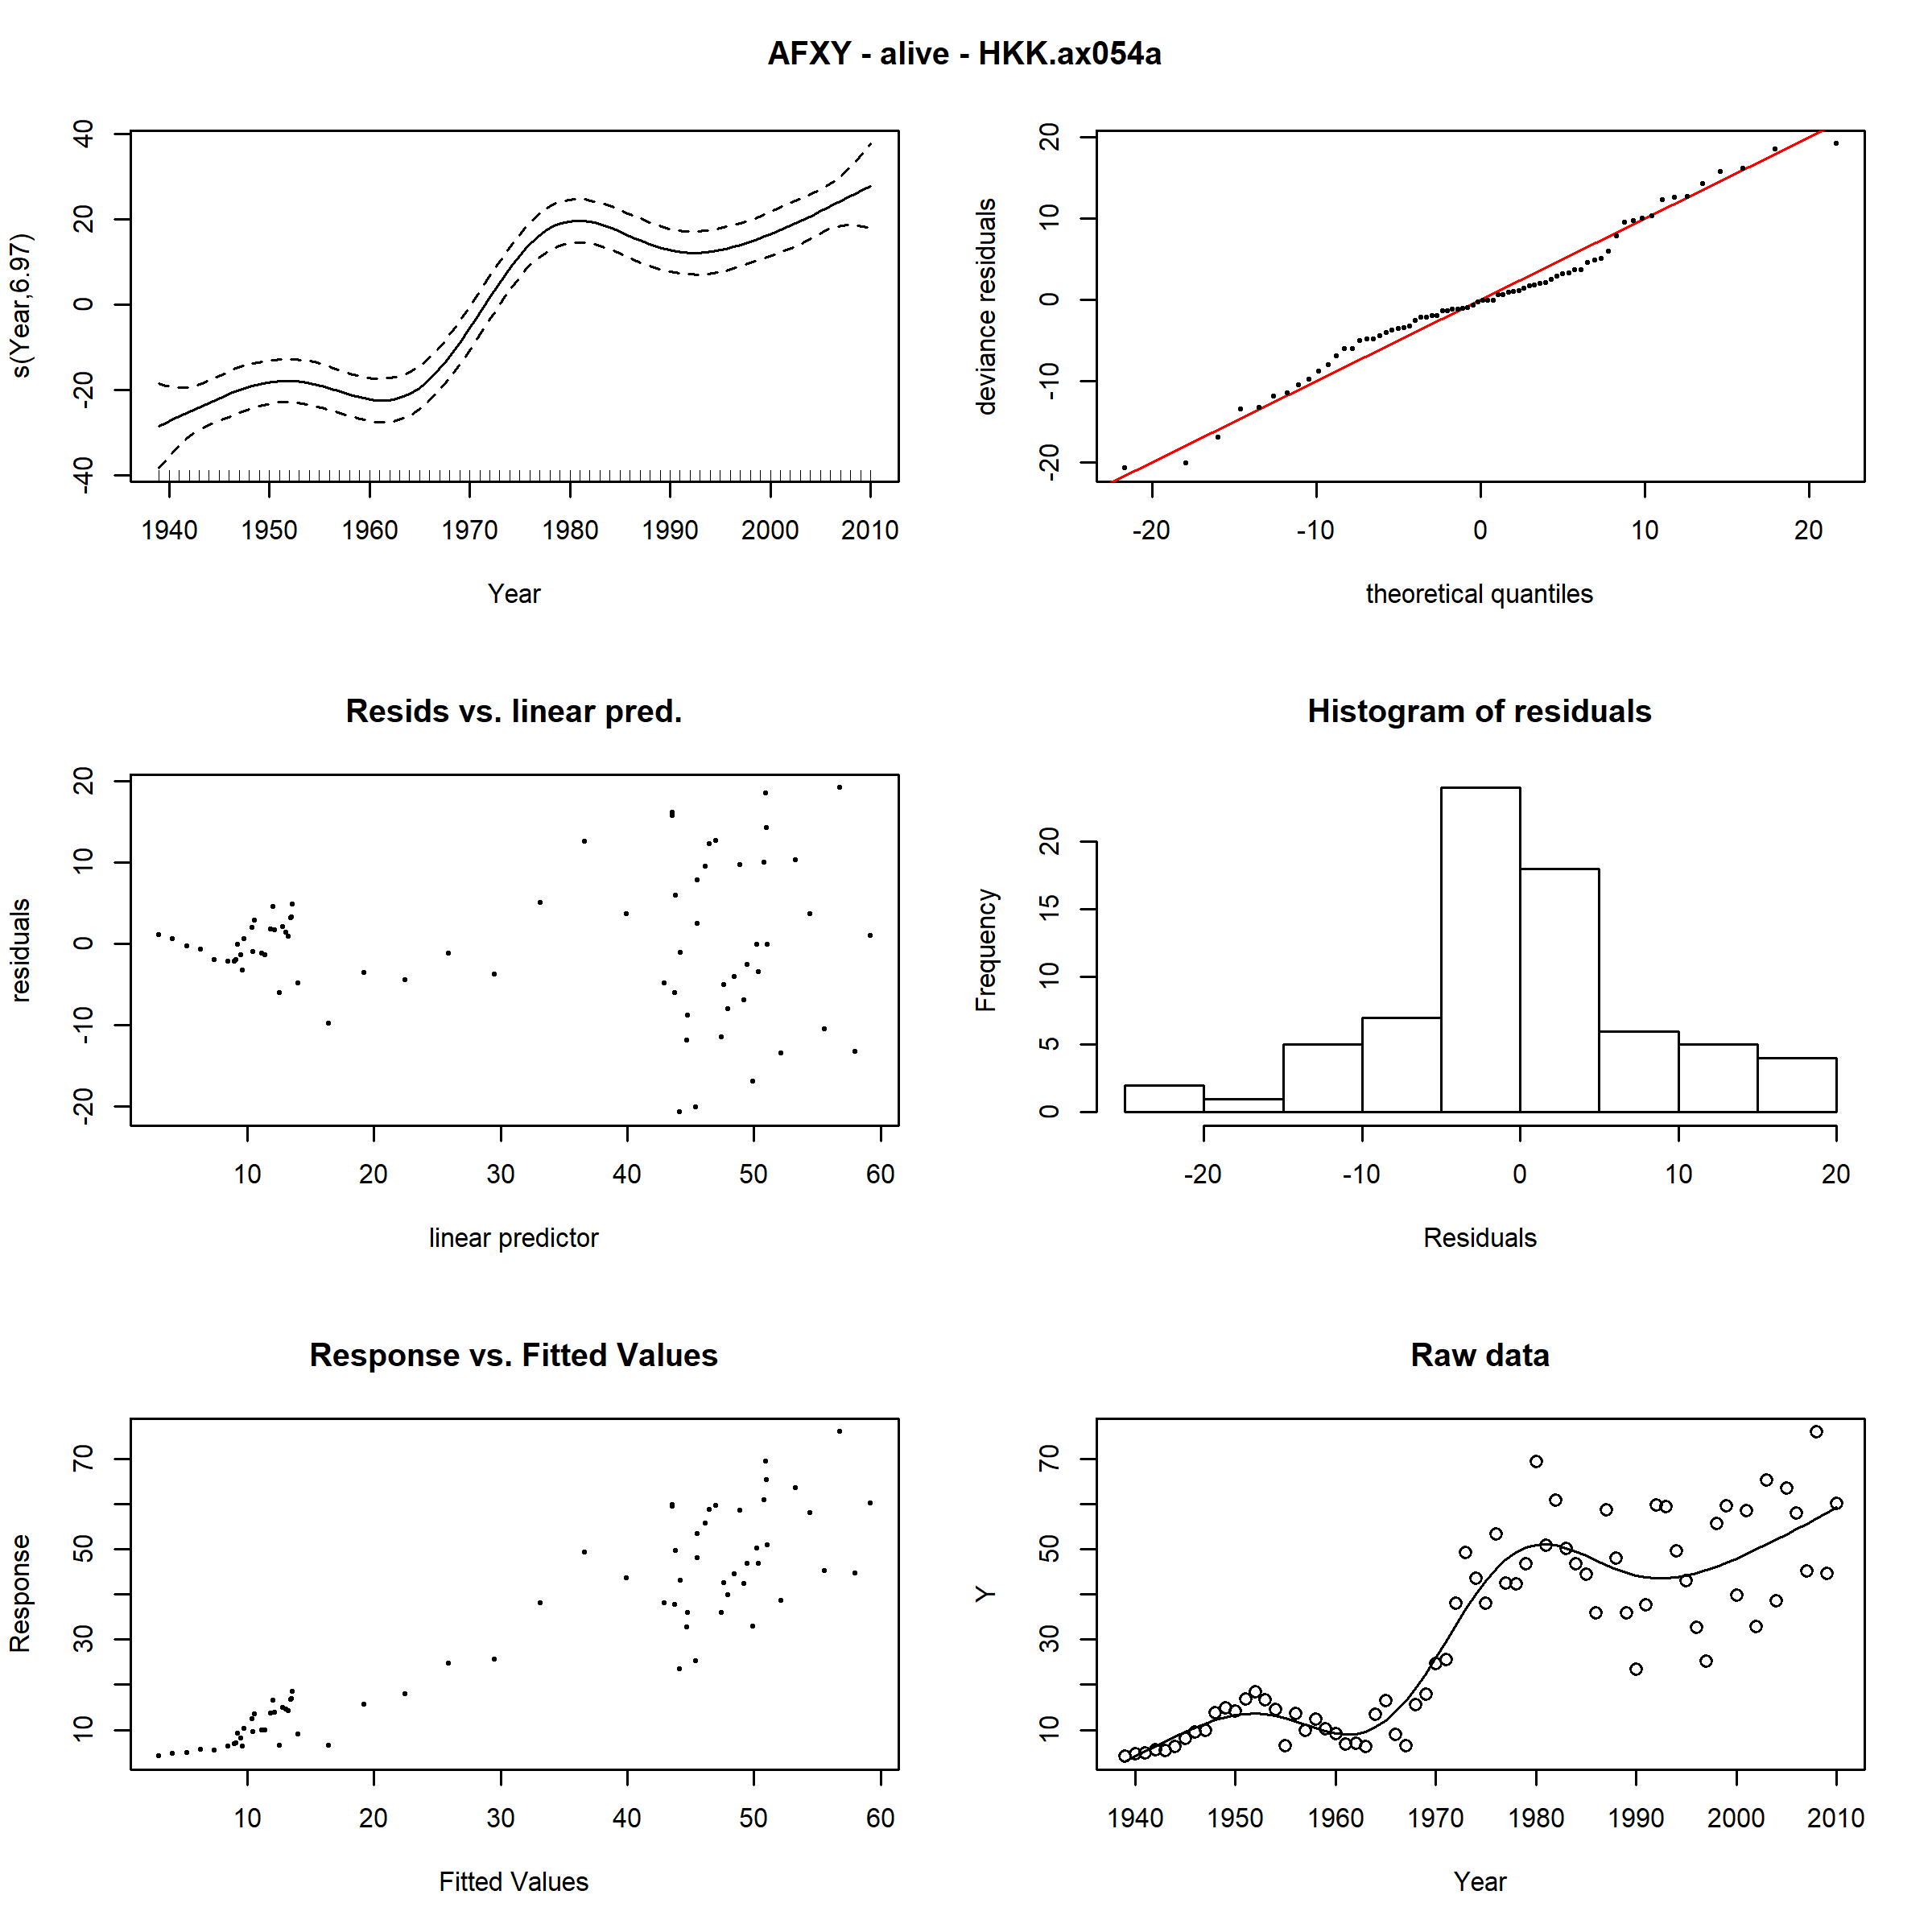 AFXY - alive - HKK.ax054a
s(Year,6.97)
40
20
0
-20
-40
1940 1950 1960 1970 1980 1990 2000 2010
Year
deviance residuals
20
10
0
-10
-20
-20 -10 0 10 20
theoretical quantiles
Resids vs. linear pred.
residuals
20
10
0
-10
-20
10 20 30 40 50 60
linear predictor
Histogram of residuals
Frequency
20
15
10
5
0
-20 -10 0 10 20
Residuals
Response vs. Fitted Values
Response
70
50
30
10
10 20 30 40 50 60
Fitted Values
Raw data
Y
70
50
30
10
1940 1950 1960 1970 1980 1990 2000 2010
Year